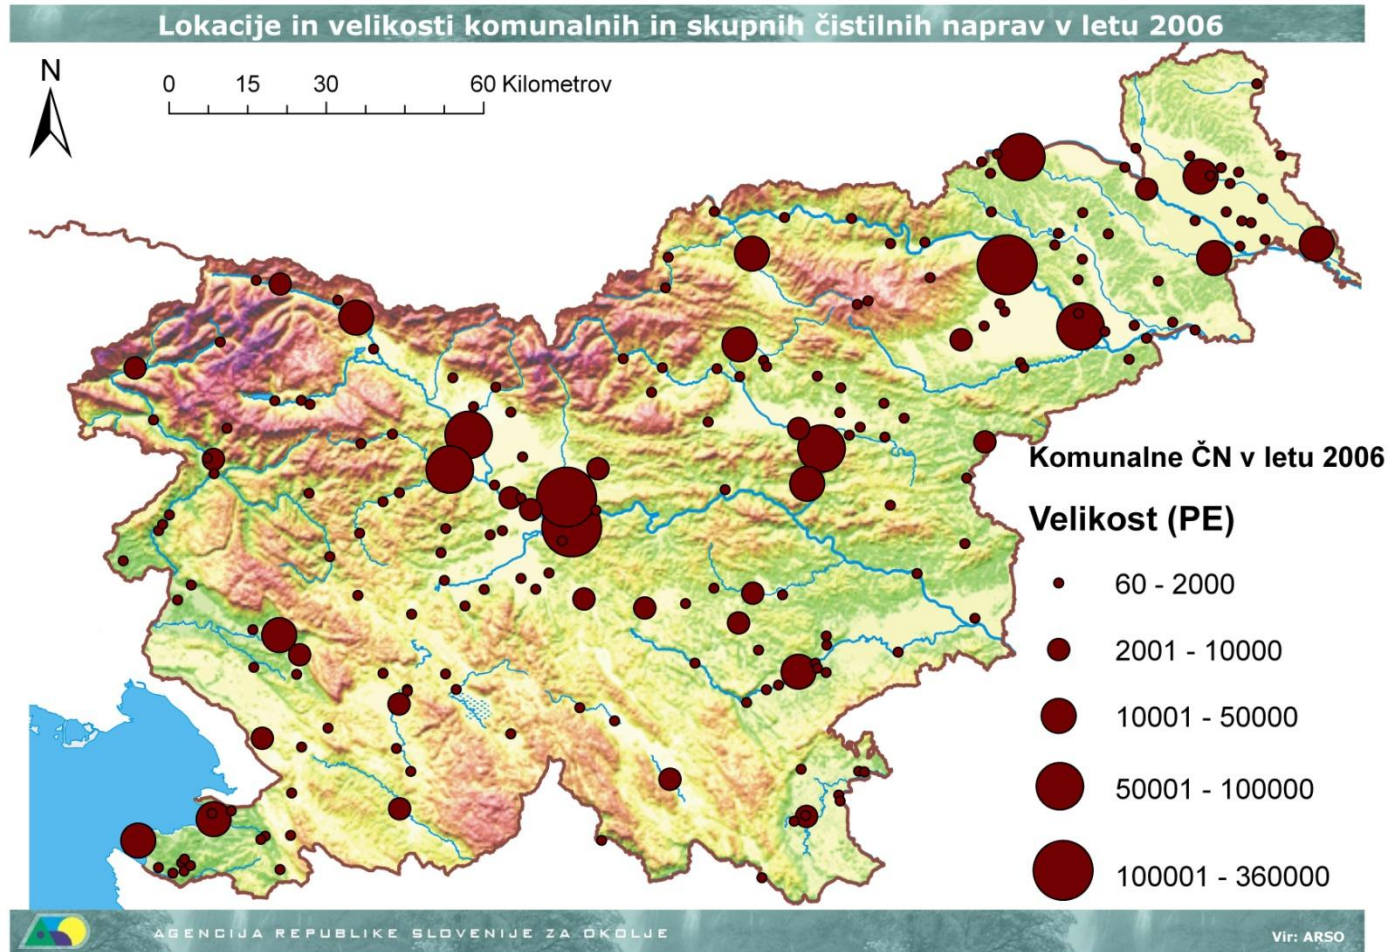 Lokacije in velikosti komunalnih in skupnih čistilnih naprav v letu 2006
N
0 15 30 60 Kilometrov
Komunalne ČN v letu 2006
Velikost (PE)
60 - 2000
2001 - 10000
10001 - 50000
50001 - 100000
100001 - 360000
AGENCIJA REPUBLIKE SLOVENIJE ZA OKOLJE
Vir: ARSO